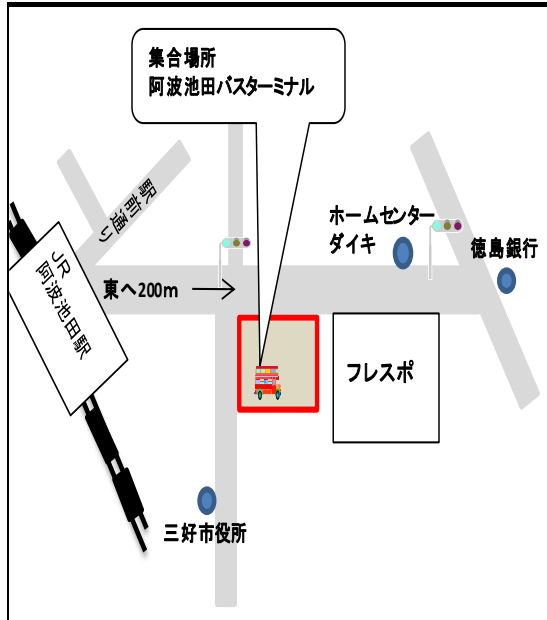 集合場所
阿波池田バスターミナル
駅前通り
ホームセンター
ダイキ
徳島銀行
JR
阿波池田駅
東へ200m
フレスポ
三好市役所